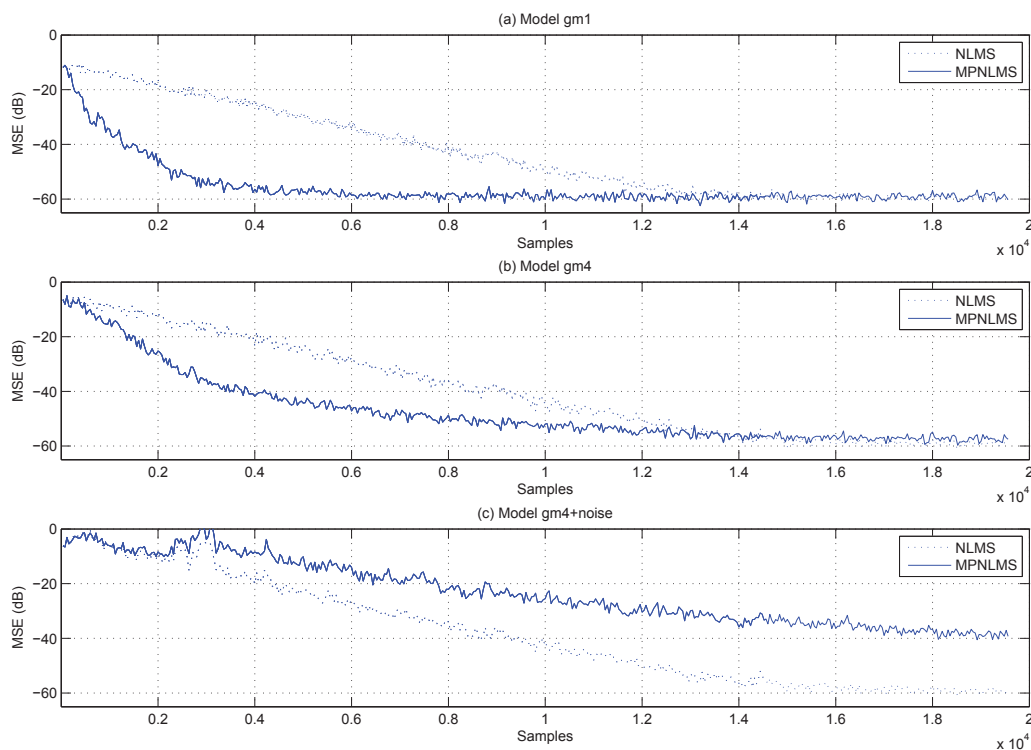 (a) Model gm1
MSE (dB)
0
−20
−40
−60
NLMS
MPNLMS
0.2 0.4 0.6 0.8 1 1.2 1.4 1.6 1.8 2
Samples
x 10^4
(b) Model gm4
MSE (dB)
0
−20
−40
−60
NLMS
MPNLMS
0.2 0.4 0.6 0.8 1 1.2 1.4 1.6 1.8 2
Samples
x 10^4
(c) Model gm4+noise
MSE (dB)
0
−20
−40
−60
NLMS
MPNLMS
0.2 0.4 0.6 0.8 1 1.2 1.4 1.6 1.8 2
Samples
x 10^4